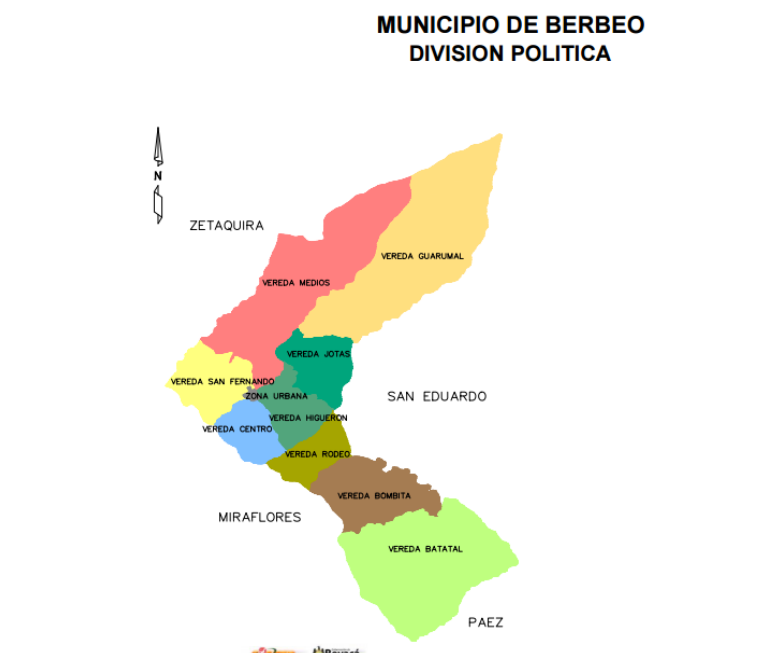 MUNICIPIO DE BERBEO
DIVISION POLITICA
N
ZETAQUIRA
VEREDA GUARUMAL
VEREDA MEDIOS
VEREDA JOTAS
VEREDA SAN FERNANDO
ZONA URBANA
SAN EDUARDO
VEREDA HIGUERON
VEREDA CENTRO
VEREDA RODEO
VEREDA BOMBITA
MIRAFLORES
VEREDA BATATAL
PAEZ